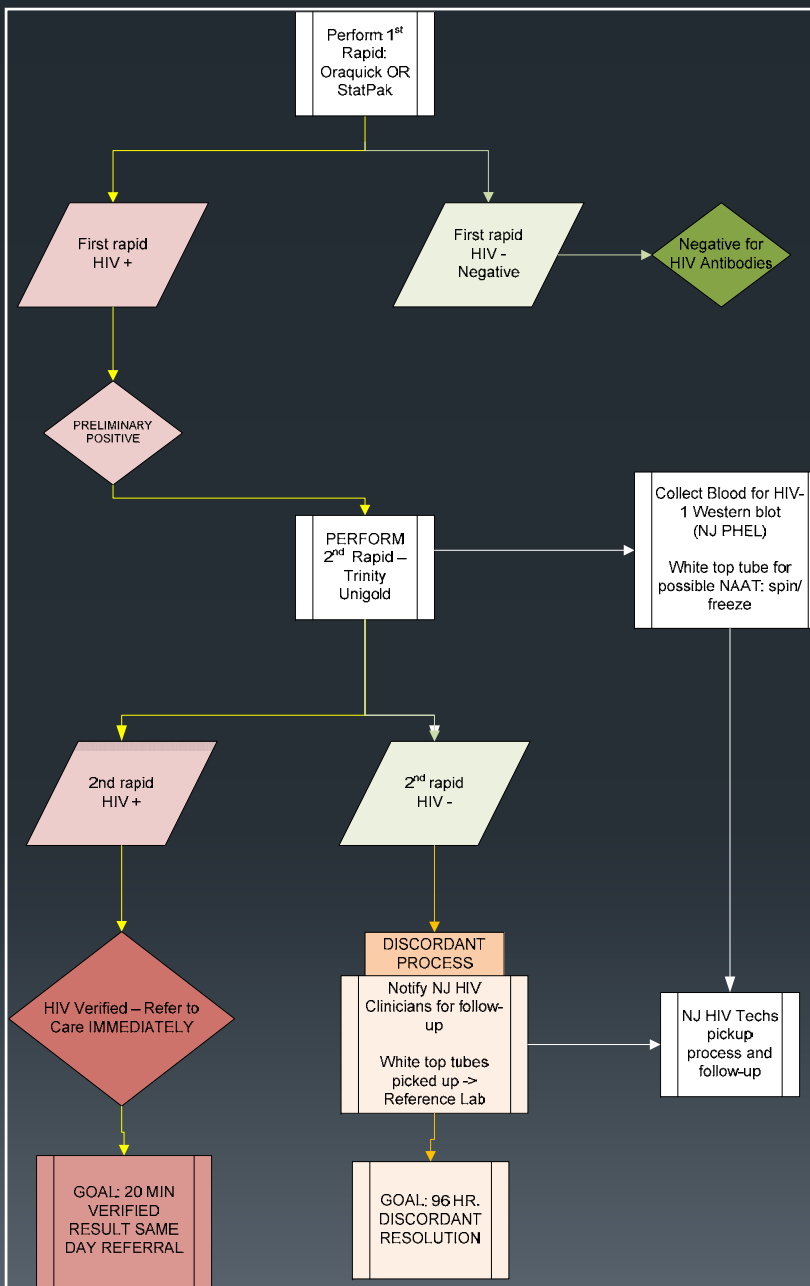 Perform 1st
Rapid:
Oraquick OR
StatPak
First rapid
HIV +
First rapid
HIV -
Negative
Negative for
HIV Antibodies
PRELIMINARY
POSITIVE
PERFORM
2nd Rapid –
Trinity
Unigold
Collect Blood for HIV-
1 Western blot
(NJ PHEL)
White top tube for
possible NAAT: spin/
freeze
2nd rapid
HIV +
2nd rapid
HIV -
HIV Verified – Refer to
Care IMMEDIATELY
DISCORDANT
PROCESS
Notify NJ HIV
Clinicians for follow-
up
White top tubes
picked up ->
Reference Lab
NJ HIV Techs
pickup
process and
follow-up
GOAL: 20 MIN
VERIFIED
RESULT SAME
DAY REFERRAL
GOAL: 96 HR.
DISCORDANT
RESOLUTION